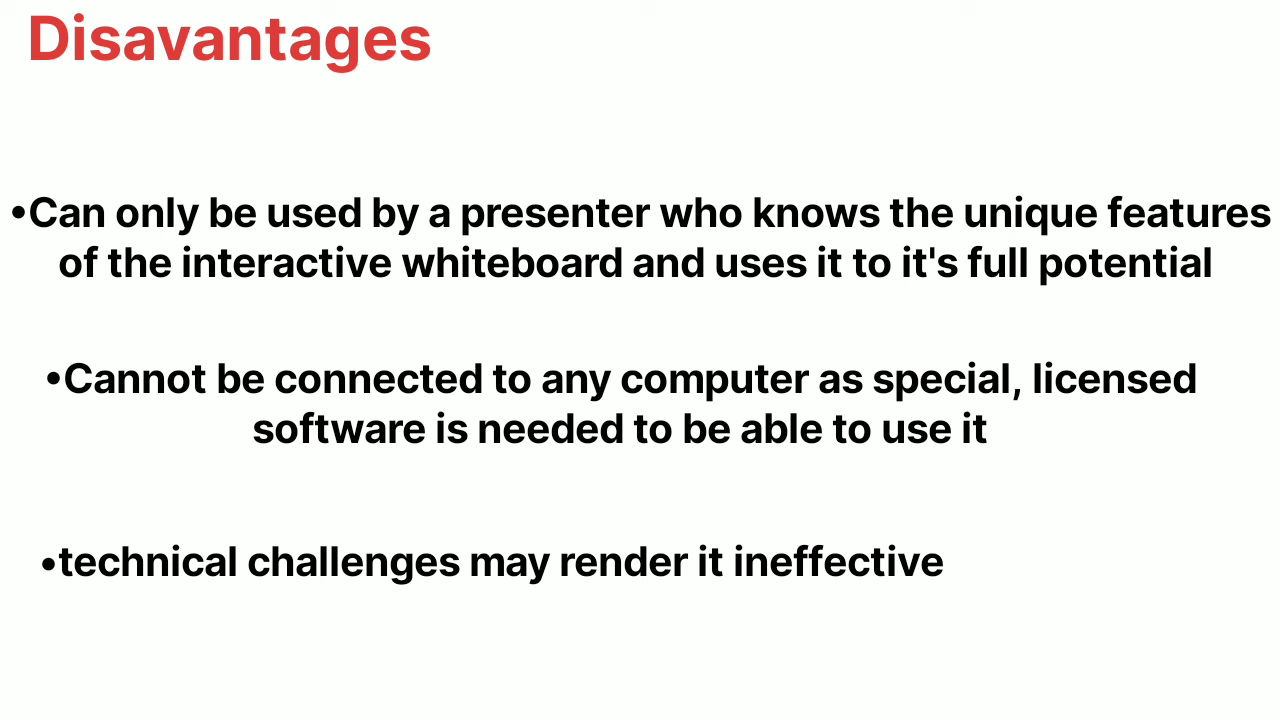 Disavantages
•Can only be used by a presenter who knows the unique features
of the interactive whiteboard and uses it to it's full potential
•Cannot be connected to any computer as special, licensed
software is needed to be able to use it
•technical challenges may render it ineffective